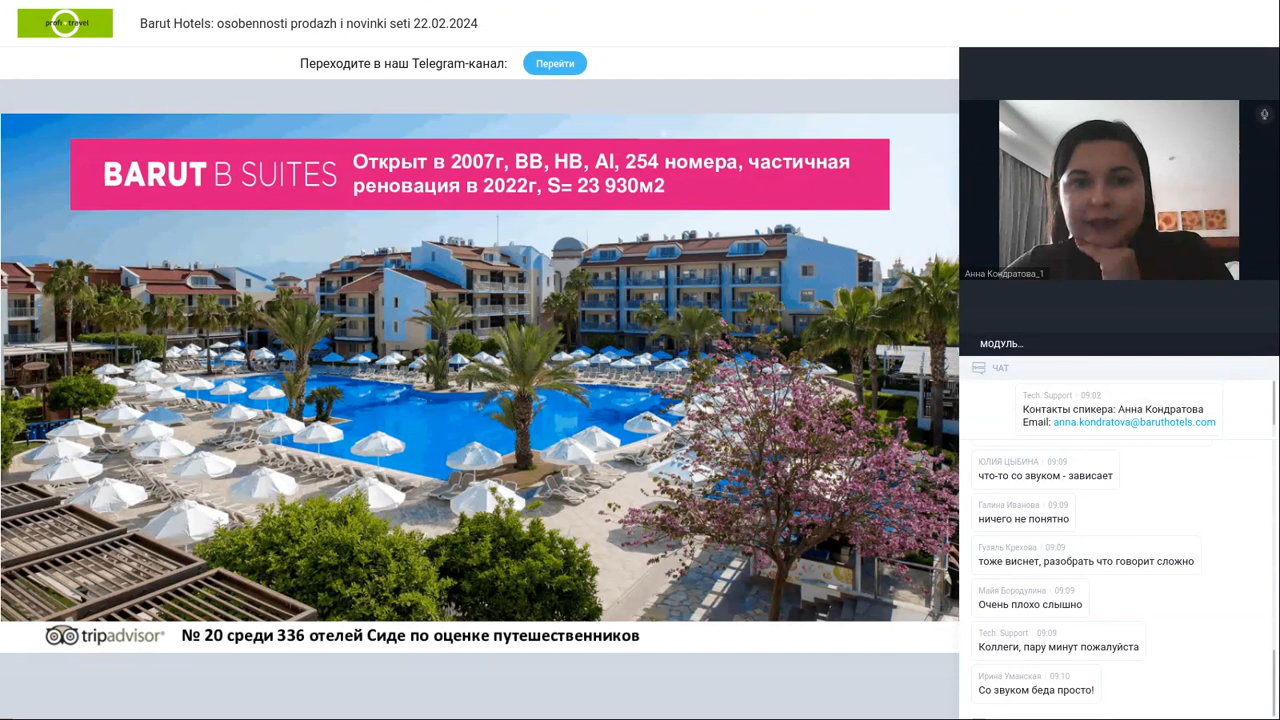 profi travel
Barut Hotels: osobennosti prodazh i novinki seti 22.02.2024
Переходите в наш Telegram-канал:
Перейти
BARUT B SUITES
Открыт в 2007г, BB, HB, AI, 254 номера, частичная
реновация в 2022г, S= 23 930м2
tripadvisor®
№ 20 среди 336 отелей Сиде по оценке путешественников
Анна Кондратова_1
МОДУЛЬ...
ЧАТ
Tech. Support 09:02
Контакты спикера: Анна Кондратова
Email: anna.kondratova@baruthotels.com
ЮЛИЯ ЦЫБИНА 09:09
что-то со звуком - зависает
Галина Иванова 09:09
ничего не понятно
Гузяль Крехова 09:09
тоже виснет, разобрать что говорит сложно
Майя Бородулина 09:09
Очень плохо слышно
Tech. Support 09:09
Коллеги, пару минут пожалуйста
Ирина Уманская 09:10
Со звуком беда просто!